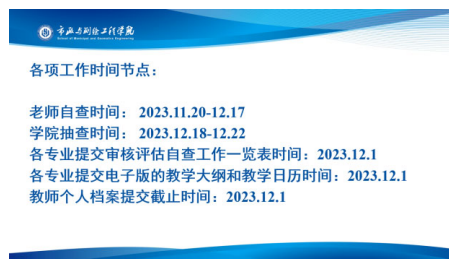 市政与测绘工程学院
各项工作时间节点：
老师自查时间： 2023.11.20-12.17
学院抽查时间： 2023.12.18-12.22
各专业提交审核评估自查工作一览表时间：2023.12.1
各专业提交电子版的教学大纲和教学日历时间：2023.12.1
教师个人档案提交截止时间：2023.12.1